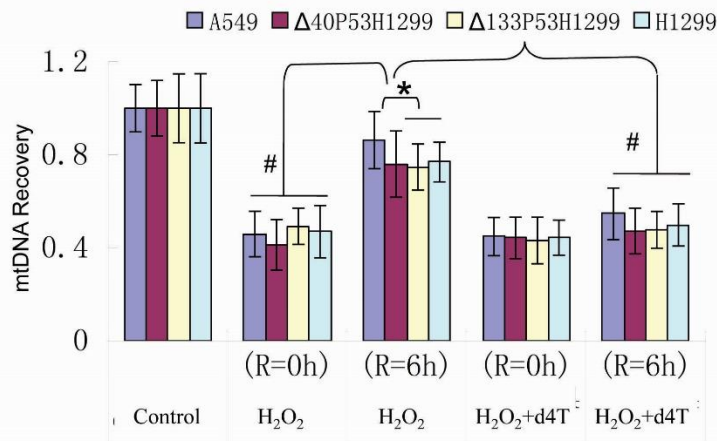 A549 Δ40P53H1299 Δ133P53H1299 H1299
1.2
0.8
0.4
0
mtDNA Recovery
*
#
#
(R=0h) (R=6h) (R=0h) (R=6h)
Control H₂O₂ H₂O₂ H₂O₂+d4T H₂O₂+d4T